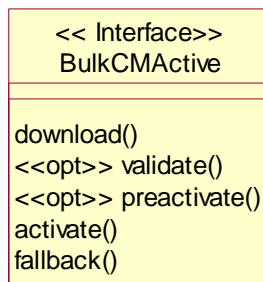 << Interface>>
BulkCMActive
download()
<<opt>> validate()
<<opt>> preactivate()
activate()
fallback()